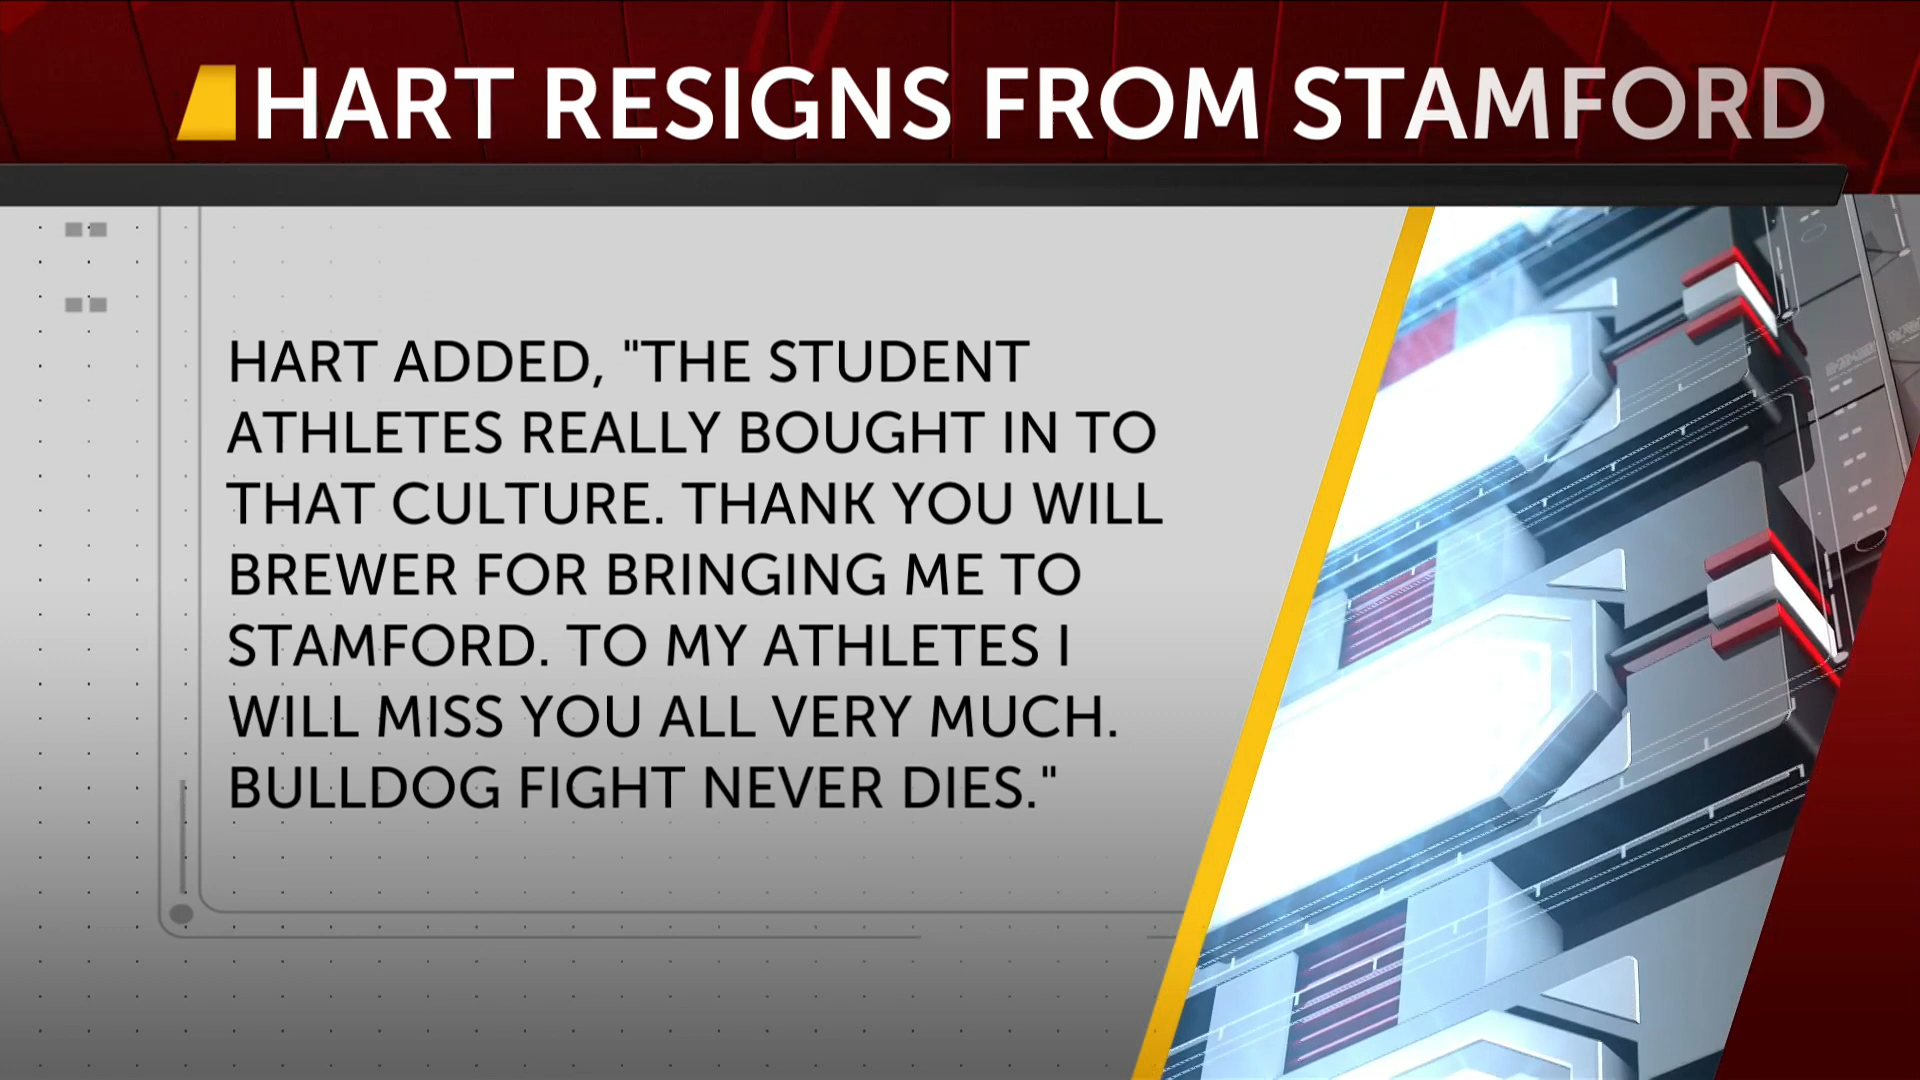 HART RESIGNS FROM STAMFORD
HART ADDED, "THE STUDENT
ATHLETES REALLY BOUGHT IN TO
THAT CULTURE. THANK YOU WILL
BREWER FOR BRINGING ME TO
STAMFORD. TO MY ATHLETES I
WILL MISS YOU ALL VERY MUCH.
BULLDOG FIGHT NEVER DIES."